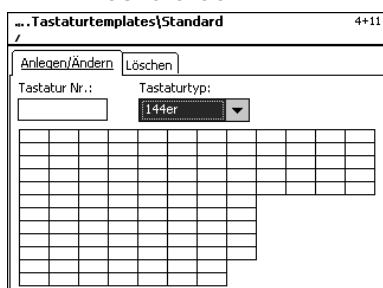 ...Tastaturtemplates\Standard 4+11
/
Anlegen/Ändern Löschen
Tastatur Nr.: Tastaturtyp:
144er